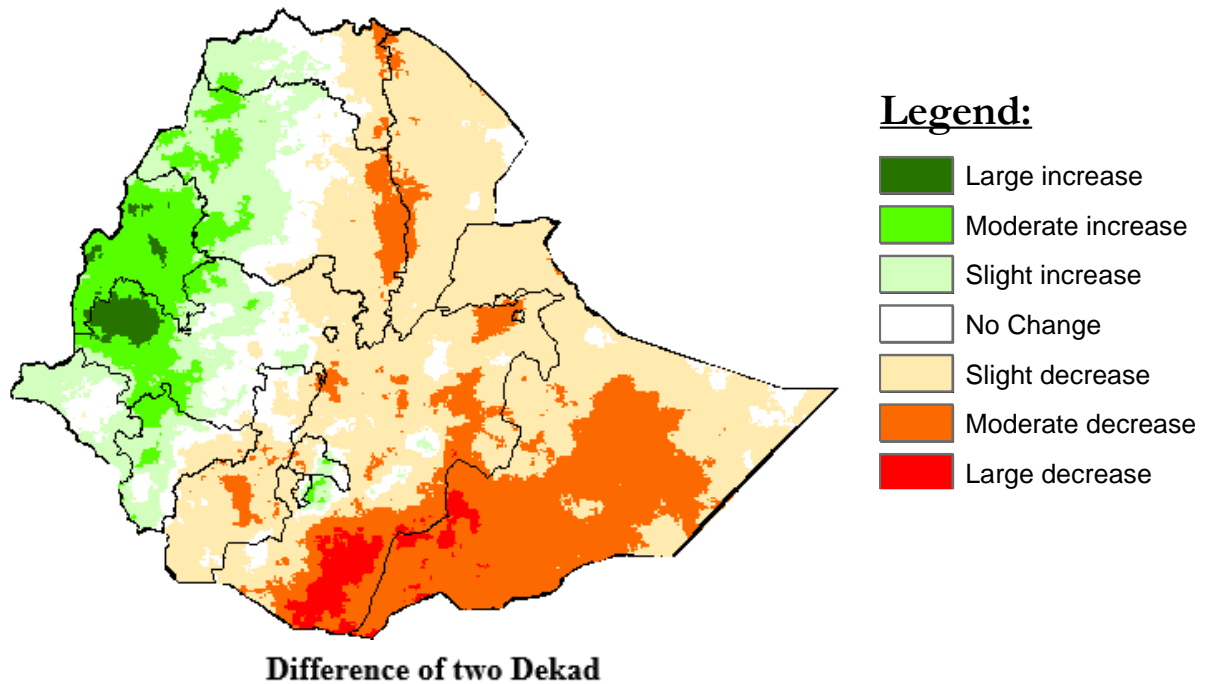 Legend:
Large increase
Moderate increase
Slight increase
No Change
Slight decrease
Moderate decrease
Large decrease
Difference of two Dekad